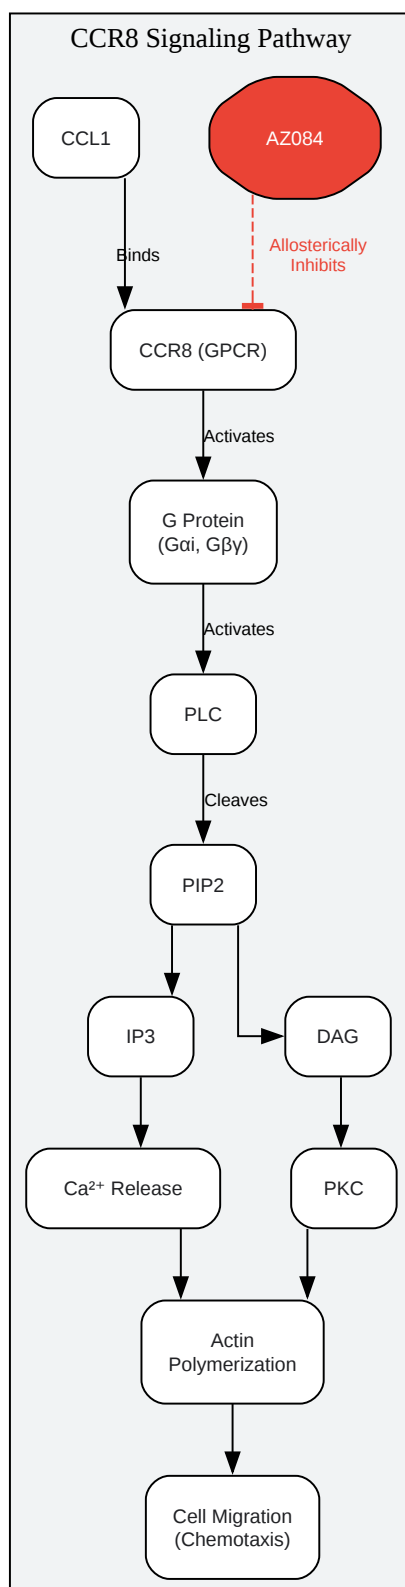 CCR8 Signaling Pathway
CCL1
AZ084
Binds
Allosterically
Inhibits
CCR8 (GPCR)
Activates
G Protein
(Gαi, Gβγ)
Activates
PLC
Cleaves
PIP2
IP3
DAG
Ca²⁺ Release
PKC
Actin
Polymerization
Cell Migration
(Chemotaxis)